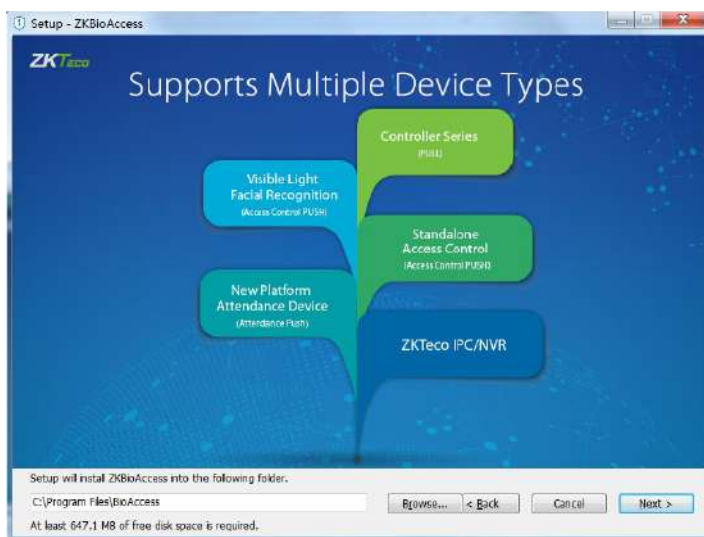 Setup - ZKBioAccess
ZKTeco
Supports Multiple Device Types
Controller Series
(PUSH)
Visible Light
Facial Recognition
(Access Control PUSH)
Standalone
Access Control
(Access Control PUSH)
New Platform
Attendance Device
(Attendance Push)
ZKTeco IPC/NVR
Setup will install ZKBioAccess into the following folder.
C:\Program Files\BioAccess
Browse...
< Back
Cancel
Next >
At least 647.1 MB of free disk space is required.